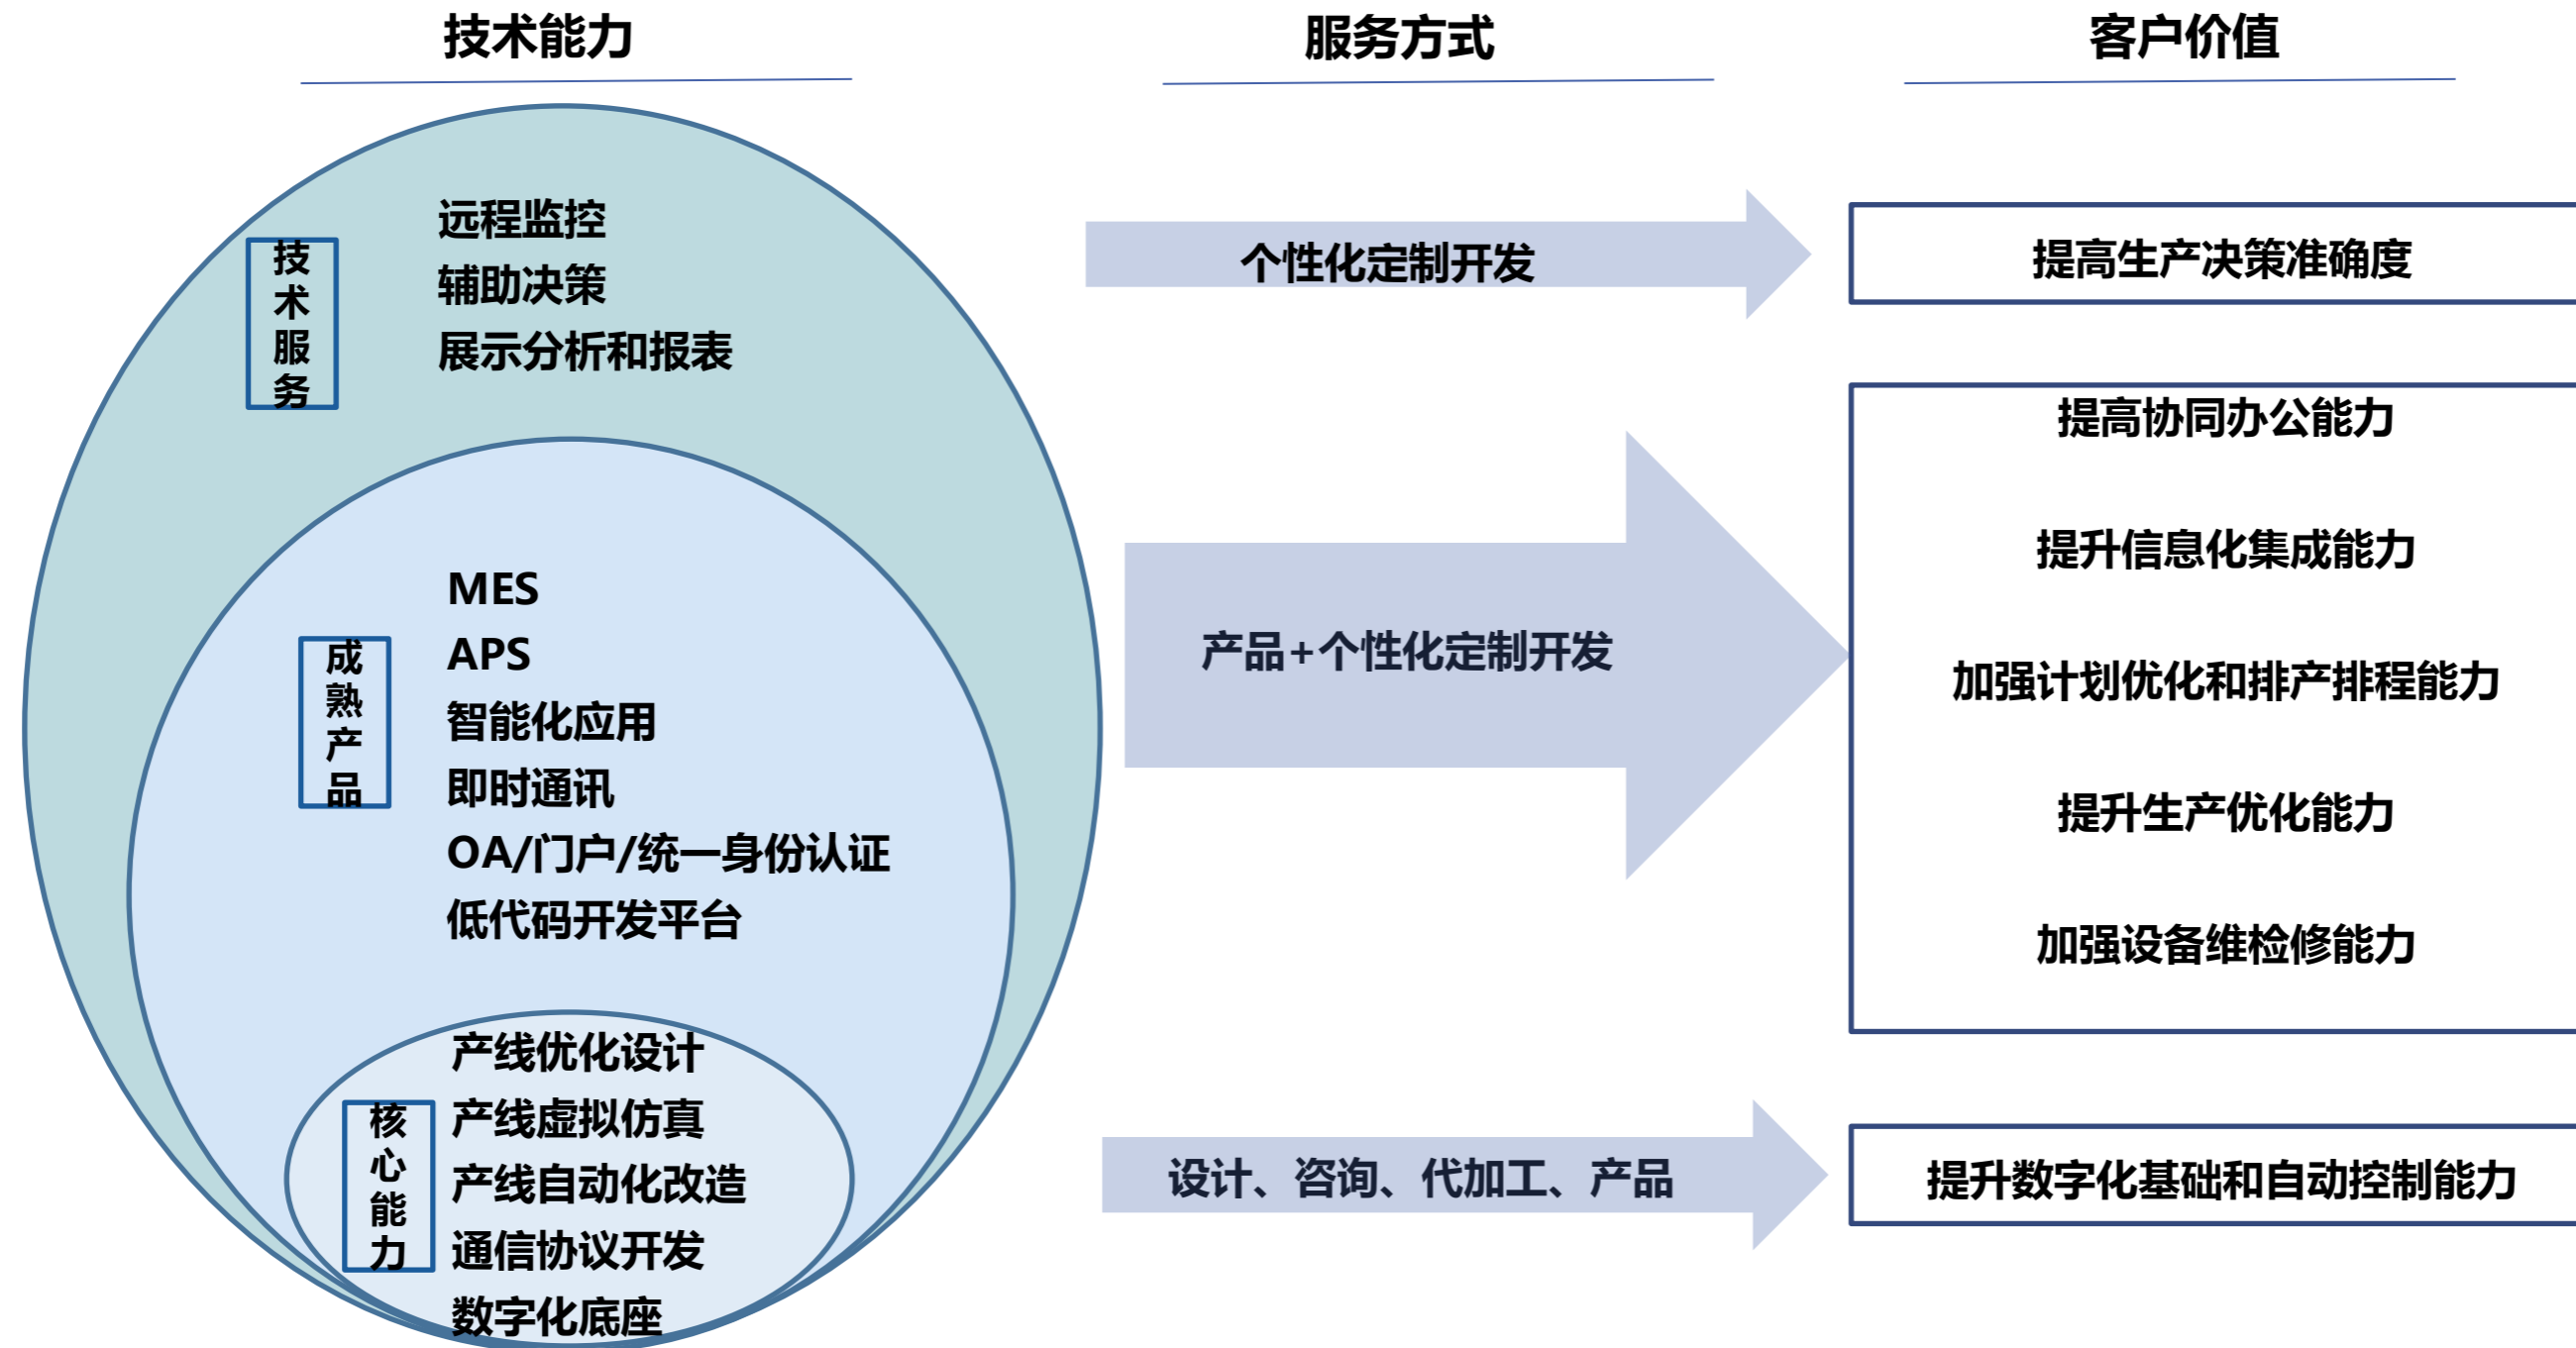 技术能力
服务方式
客户价值
技术服务
远程监控
辅助决策
展示分析和报表
个性化定制开发
提高生产决策准确度
成熟产品
MES
APS
智能化应用
即时通讯
OA/门户/统一身份认证
低代码开发平台
产品+个性化定制开发
提高协同办公能力
提升信息化集成能力
加强计划优化和排产排程能力
提升生产优化能力
加强设备维检修能力
核心能力
产线优化设计
产线虚拟仿真
产线自动化改造
通信协议开发
数字化底座
设计、咨询、代加工、产品
提升数字化基础和自动控制能力